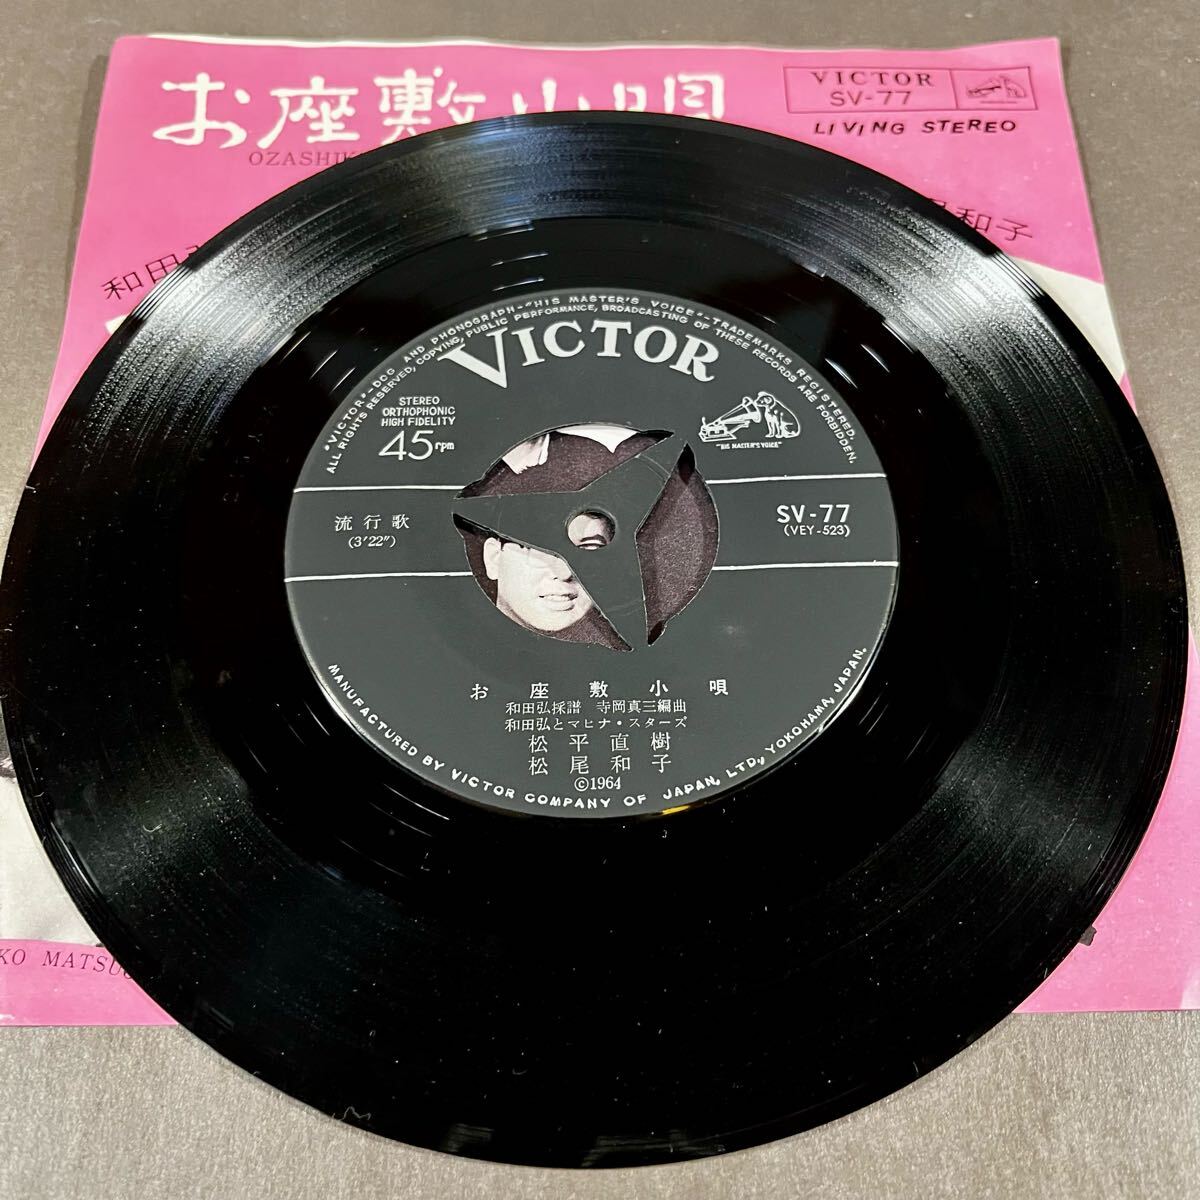 お座敷小唄
VICTOR
SV-77
LIVING STEREO
和田
和子
"VICTOR"-DOG AND PHONOGRAPH-"HIS MASTER'S VOICE"-TRADEMARKS REGISTERED.
ALL RIGHTS RESERVED, COPYING, PUBLIC PERFORMANCE, BROADCASTING OF THESE RECORDS ARE FORBIDDEN.
VICTOR
STEREO
ORTHOPHONIC
HIGH FIDELITY
45rpm
"HIS MASTER'S VOICE"
流行歌
(3'22")
SV-77
(VEY-523)
お座敷小唄
和田弘採譜 寺岡真三編曲
和田弘とマヒナ・スターズ
松平直樹
松尾和子
©1964
MANUFACTURED BY VICTOR COMPANY OF JAPAN, LTD., YOKOHAMA, JAPAN.